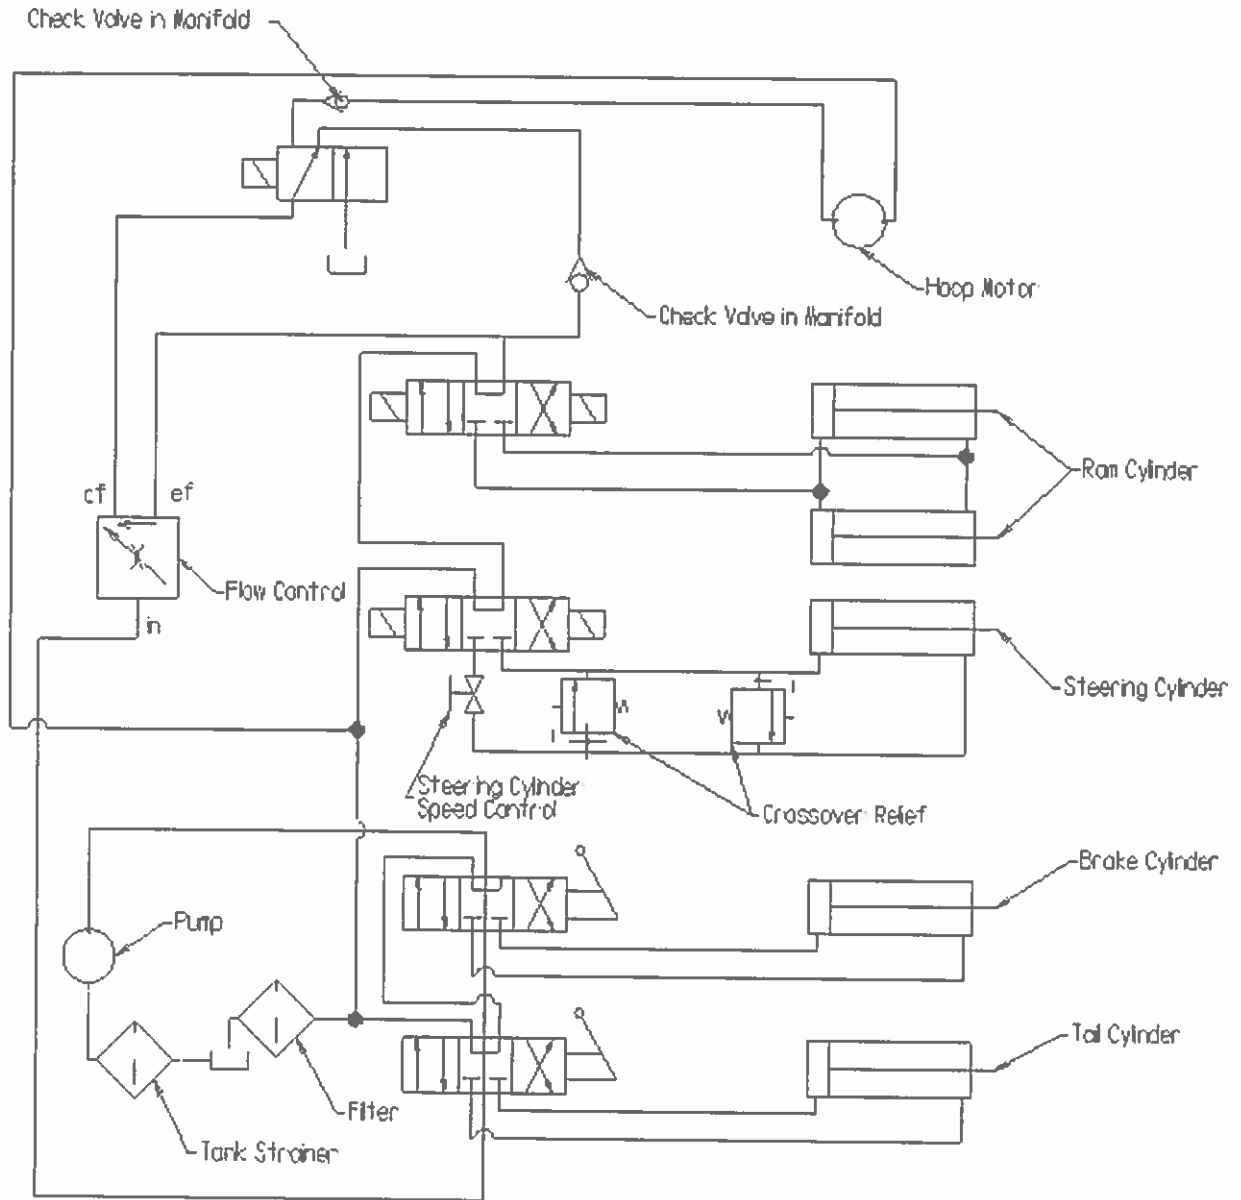 Check Valve in Manifold
Hoop Motor
Check Valve in Manifold
Ram Cylinder
cf
ef
Flow Control
in
Steering Cylinder
Steering Cylinder
Speed Control
Crossover Relief
Brake Cylinder
Pump
Tail Cylinder
Filter
Tank Strainer